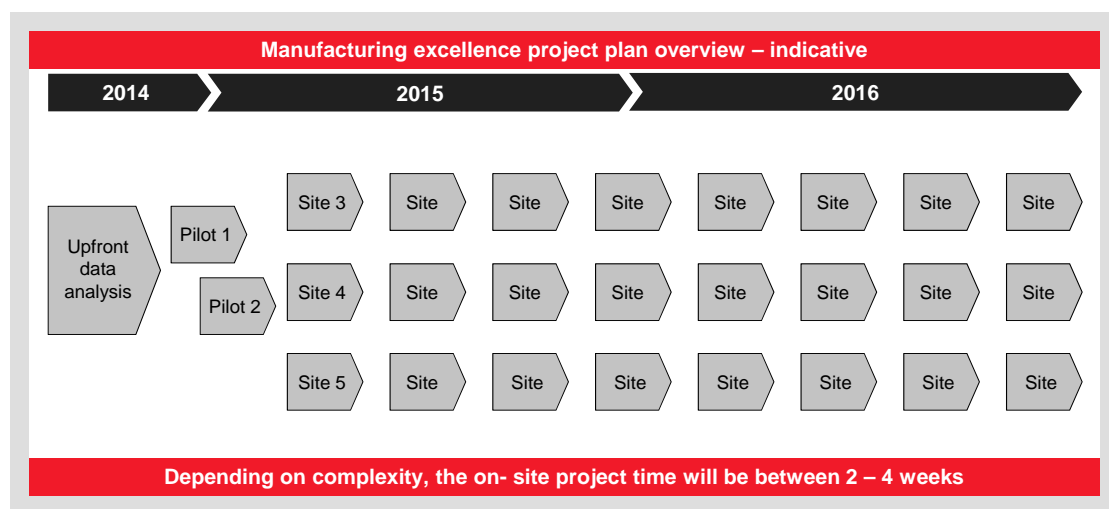 Manufacturing excellence project plan overview – indicative
2014
2015
2016
Upfront
data
analysis
Pilot 1
Pilot 2
Site 3
Site
Site
Site
Site
Site
Site
Site
Site 4
Site
Site
Site
Site
Site
Site
Site
Site 5
Site
Site
Site
Site
Site
Site
Site
Depending on complexity, the on- site project time will be between 2 – 4 weeks